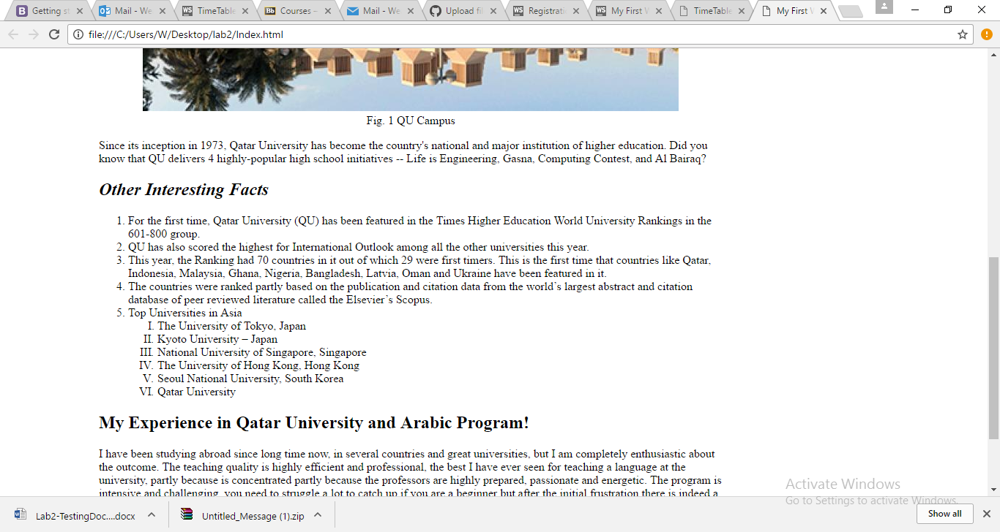 Getting st
Mail - We
TimeTable
Courses –
Mail - We
Upload fil
Registrati
My First V
TimeTable
My First V
file:///C:/Users/W/Desktop/lab2/Index.html
Fig. 1 QU Campus
Since its inception in 1973, Qatar University has become the country's national and major institution of higher education. Did you
know that QU delivers 4 highly-popular high school initiatives -- Life is Engineering, Gasna, Computing Contest, and Al Bairaq?
Other Interesting Facts
1. For the first time, Qatar University (QU) has been featured in the Times Higher Education World University Rankings in the
601-800 group.
2. QU has also scored the highest for International Outlook among all the other universities this year.
3. This year, the Ranking had 70 countries in it out of which 29 were first timers. This is the first time that countries like Qatar,
Indonesia, Malaysia, Ghana, Nigeria, Bangladesh, Latvia, Oman and Ukraine have been featured in it.
4. The countries were ranked partly based on the publication and citation data from the world’s largest abstract and citation
database of peer reviewed literature called the Elsevier’s Scopus.
5. Top Universities in Asia
I. The University of Tokyo, Japan
II. Kyoto University – Japan
III. National University of Singapore, Singapore
IV. The University of Hong Kong, Hong Kong
V. Seoul National University, South Korea
VI. Qatar University
My Experience in Qatar University and Arabic Program!
I have been studying abroad since long time now, in several countries and great universities, but I am completely enthusiastic about
the outcome. The teaching quality is highly efficient and professional, the best I have ever seen for teaching a language at the
university, partly because is concentrated partly because the professors are highly prepared, passionate and energetic. The program is
intensive and challenging, you need to struggle a lot to catch up if you are a beginner but after the initial frustration there is indeed a
Activate Windows
Go to Settings to activate Windows.
Lab2-TestingDoc....docx
Untitled_Message (1).zip
Show all